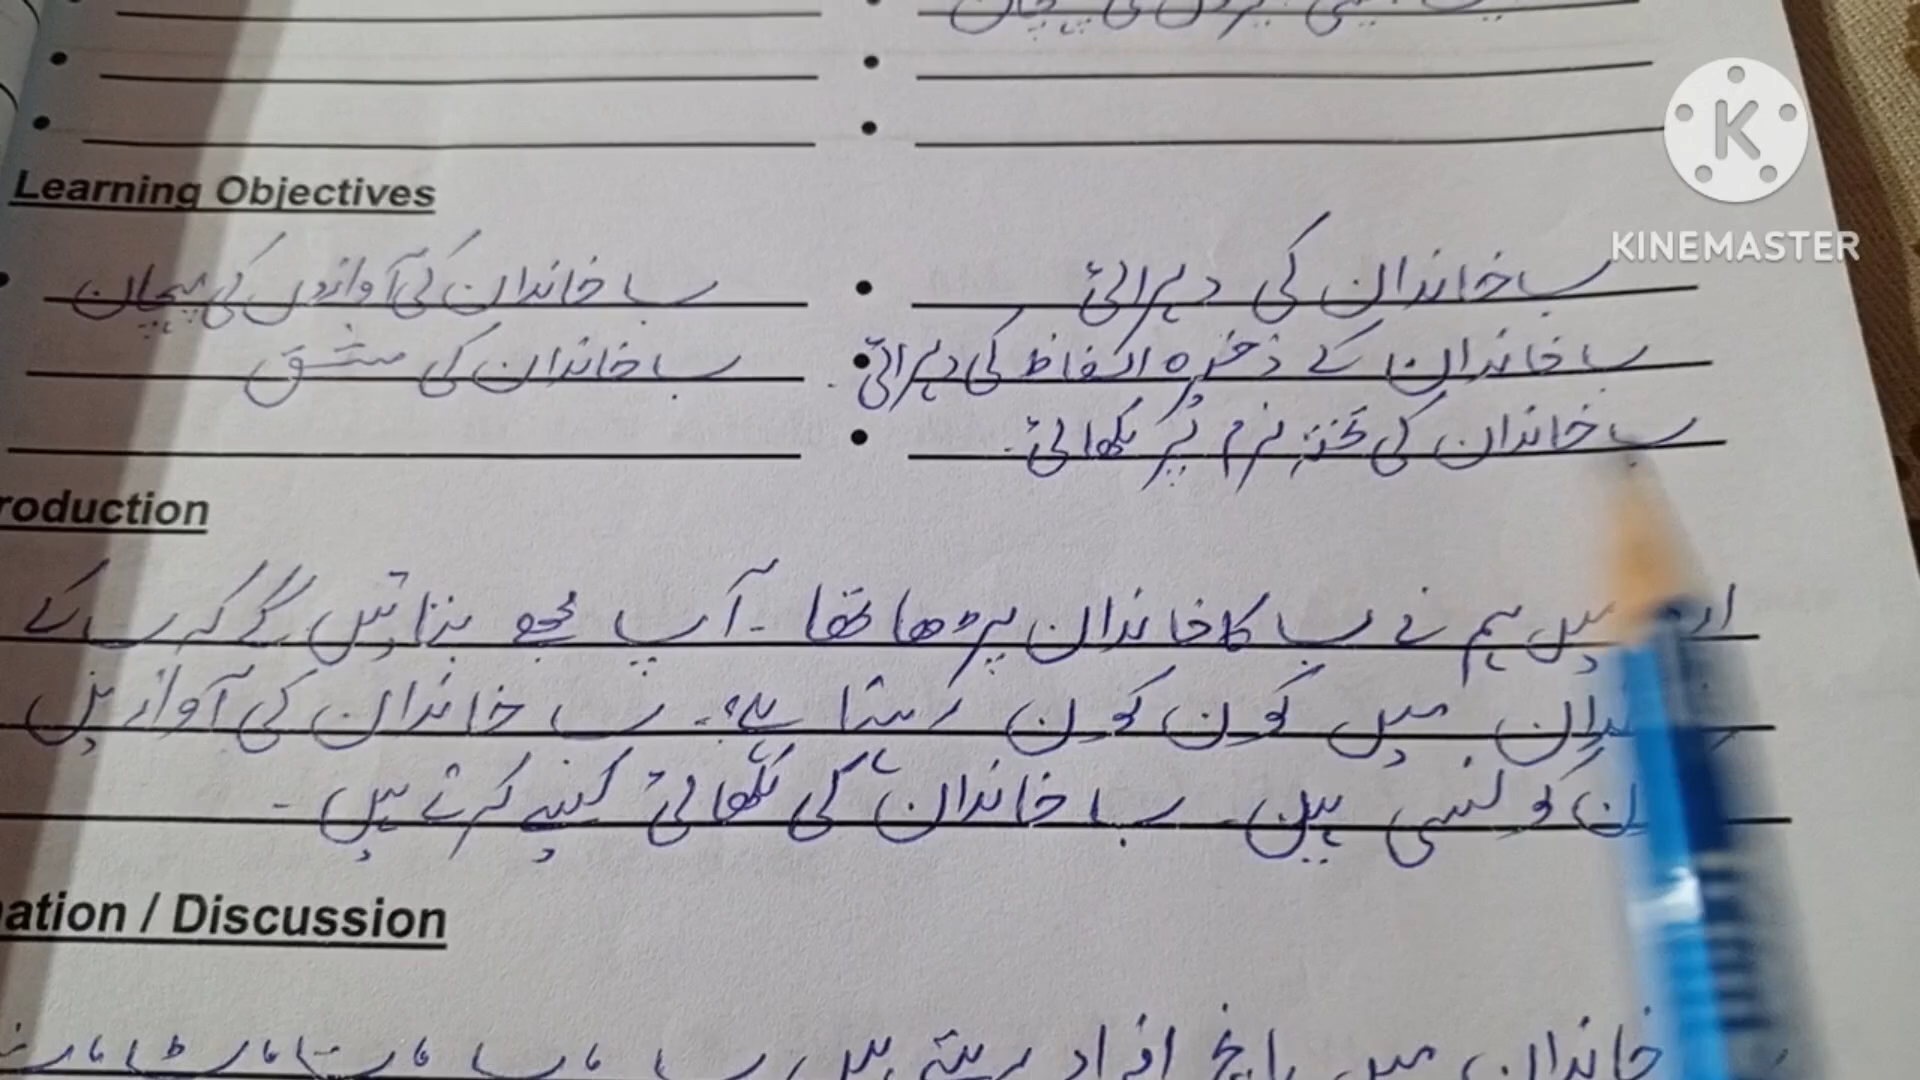 KINEMASTER
Learning Objectives
ب خاندان کی دہرائی
ب خاندان کی آوازوں کی پہچان
ب خاندان کے ذخیرہ الفاظ کی دہرائی
ب خاندان کی مشق
ب خاندان کی تختہ نرم پر لکھائی۔
roduction
میں ہم نے ب کا خاندان پڑھا تھا ۔ آپ مجھے بتائیں گے کہ ب کے
میں کون کون رہتا ہے؟ ۔ ب خاندان کی آوازیں
کونسی ہیں۔ ب خاندان کی لکھائی کیسے کرتے ہیں ۔
ation / Discussion
خاندان میں پانچ افراد رہتے ہیں